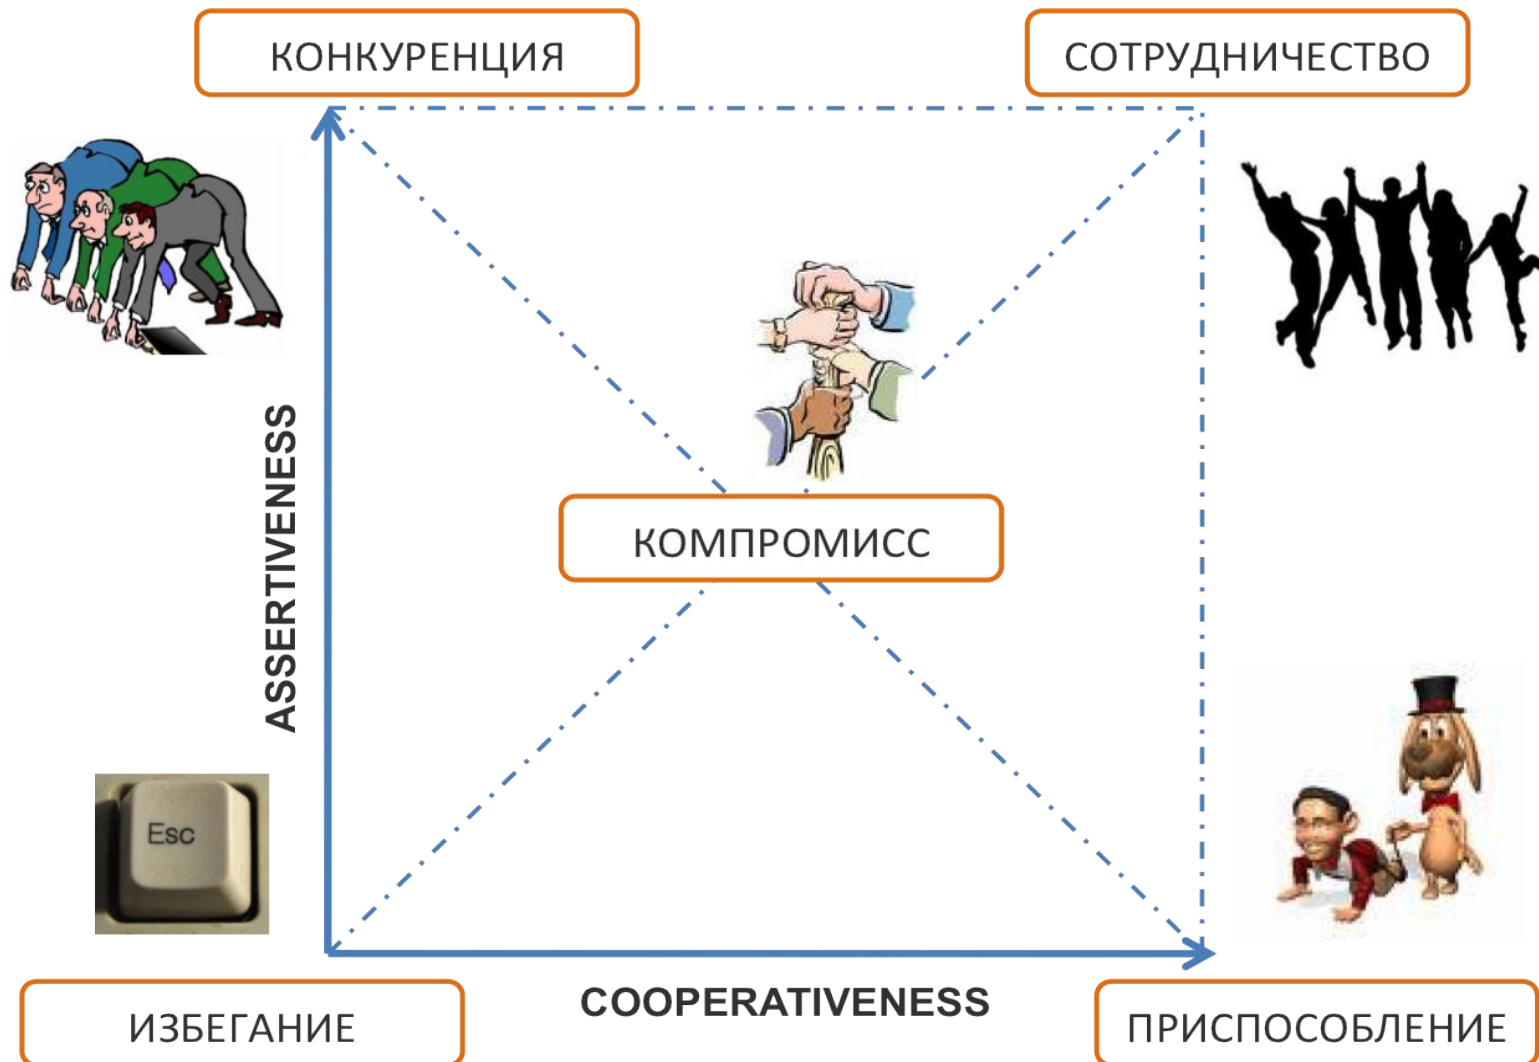 КОНКУРЕНЦИЯ
СОТРУДНИЧЕСТВО
ASSERTIVENESS
КОМПРОМИСС
Esc
COOPERATIVENESS
ИЗБЕГАНИЕ
ПРИСПОСОБЛЕНИЕ